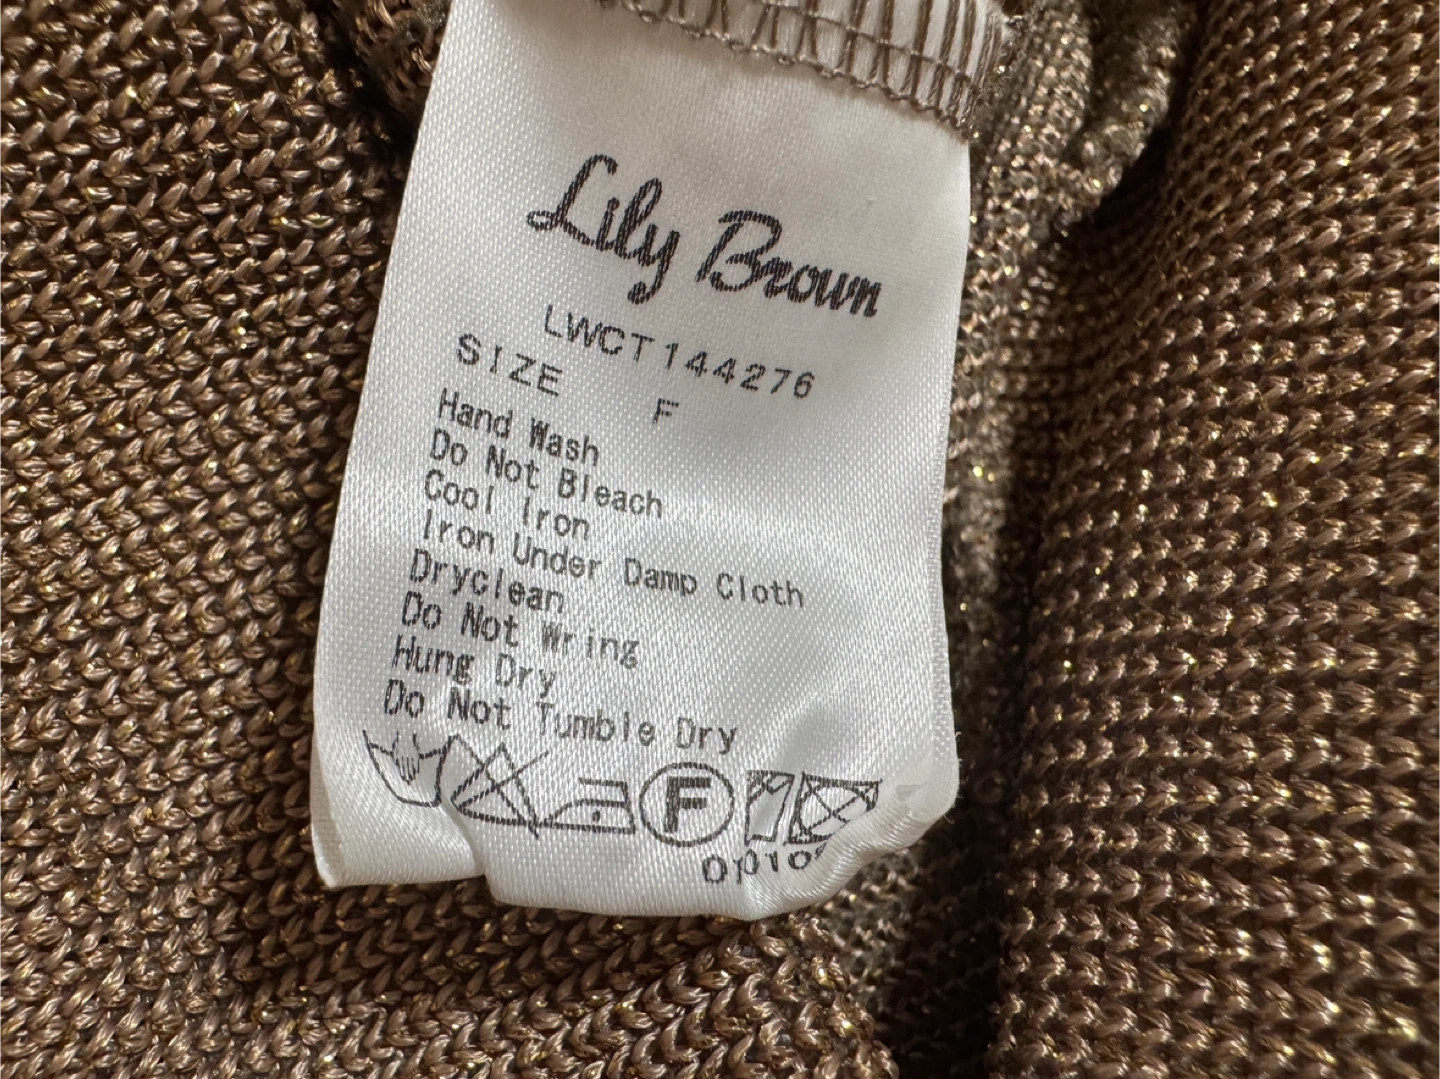 Lily Brown
LWCT144276
SIZE F
Hand Wash
Do Not Bleach
Cool Iron
Iron Under Damp Cloth
Dryclean
Do Not Wring
Hung Dry
Do Not Tumble Dry
F